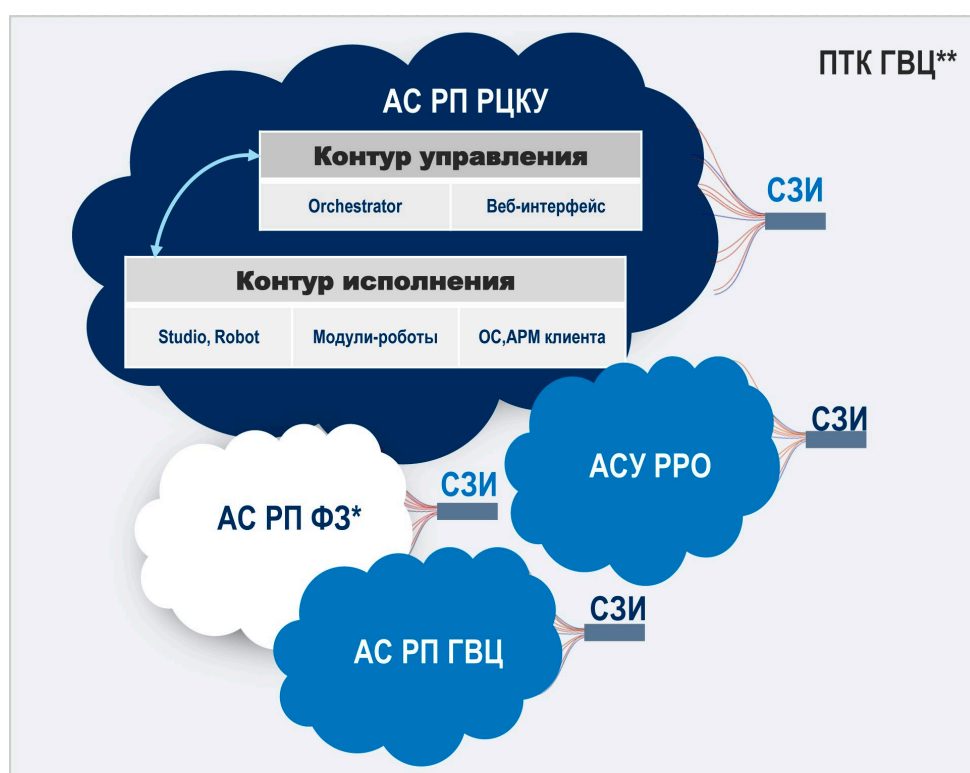 ПТК ГВЦ**
АС РП РЦКУ
Контур управления
Orchestrator
Веб-интерфейс
СЗИ
Контур исполнения
Studio, Robot
Модули-роботы
ОС,АРМ клиента
СЗИ
АСУ РРО
СЗИ
АС РП ФЗ*
СЗИ
АС РП ГВЦ